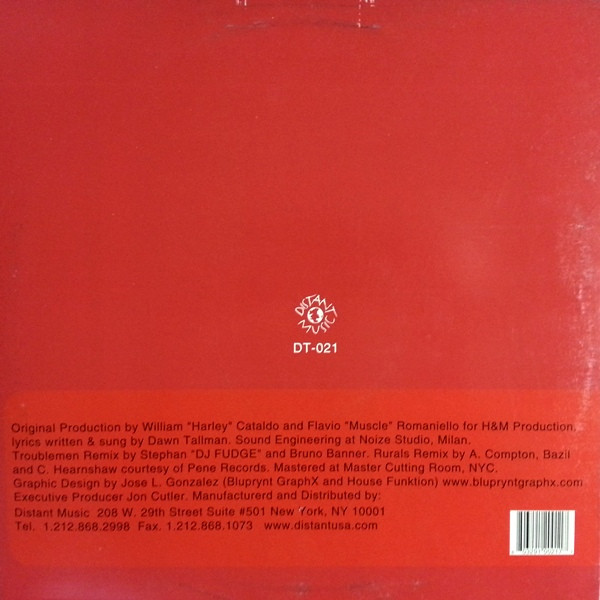 DISTANT MUSIC
DT-021
Original Production by William "Harley" Cataldo and Flavio "Muscle" Romaniello for H&M Production,
lyrics written & sung by Dawn Tallman. Sound Engineering at Noize Studio, Milan.
Troublemen Remix by Stephan "DJ FUDGE" and Bruno Banner. Rurals Remix by A. Compton, Bazil
and C. Hearnshaw courtesy of Pene Records. Mastered at Master Cutting Room, NYC.
Graphic Design by Jose L. Gonzalez (Bluprynt GraphX and House Funktion) www.blupryntgraphx.com
Executive Producer Jon Cutler. Manufacturerd and Distributed by:
Distant Music 208 W. 29th Street Suite #501 New York, NY 10001
Tel. 1.212.868.2998 Fax. 1.212.868.1073 www.distantusa.com